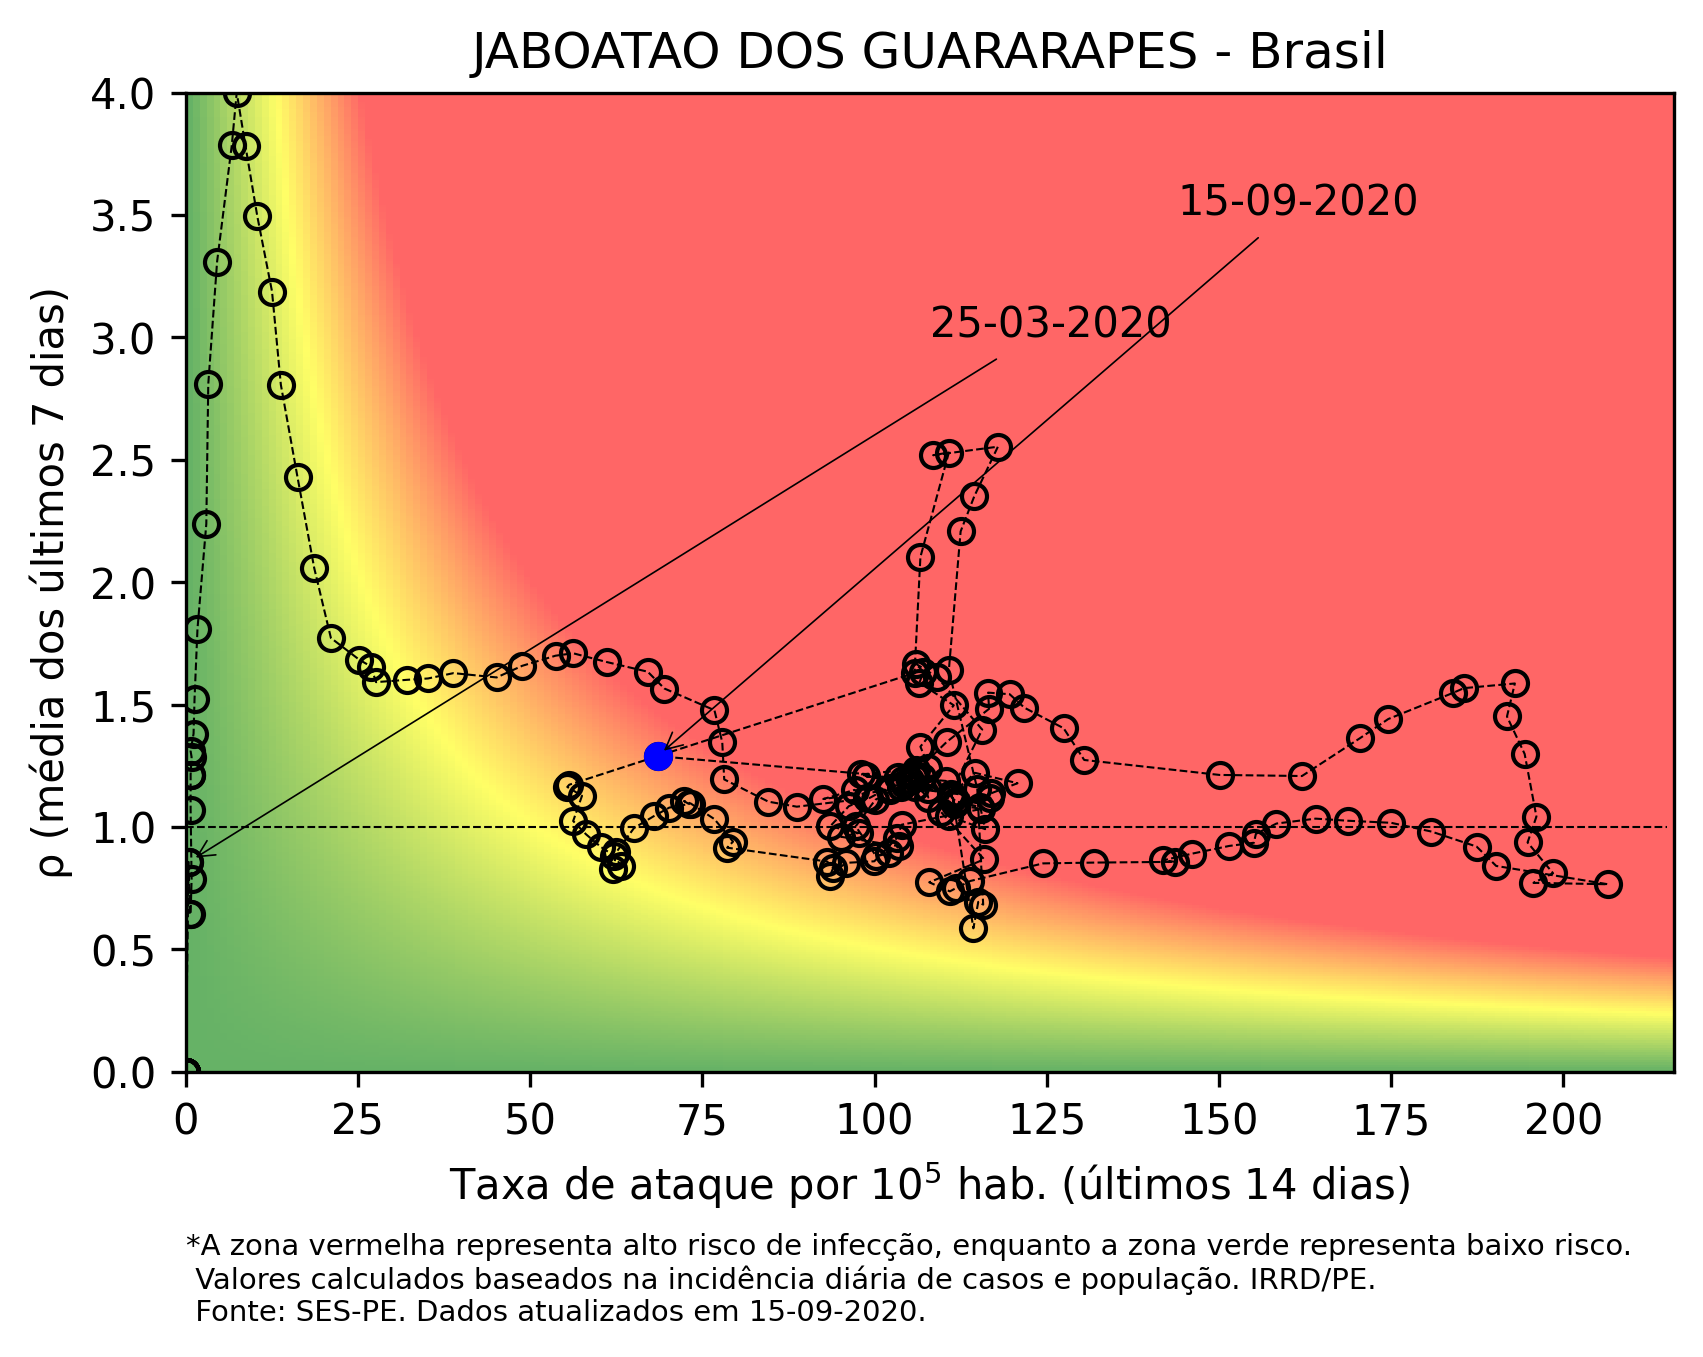 JABOATAO DOS GUARARAPES - Brasil
4.0
3.5
3.0
2.5
2.0
1.5
1.0
0.5
0.0
ρ (média dos últimos 7 dias)
15-09-2020
25-03-2020
0 25 50 75 100 125 150 175 200
Taxa de ataque por 10⁵ hab. (últimos 14 dias)
*A zona vermelha representa alto risco de infecção, enquanto a zona verde representa baixo risco.
Valores calculados baseados na incidência diária de casos e população. IRRD/PE.
Fonte: SES-PE. Dados atualizados em 15-09-2020.